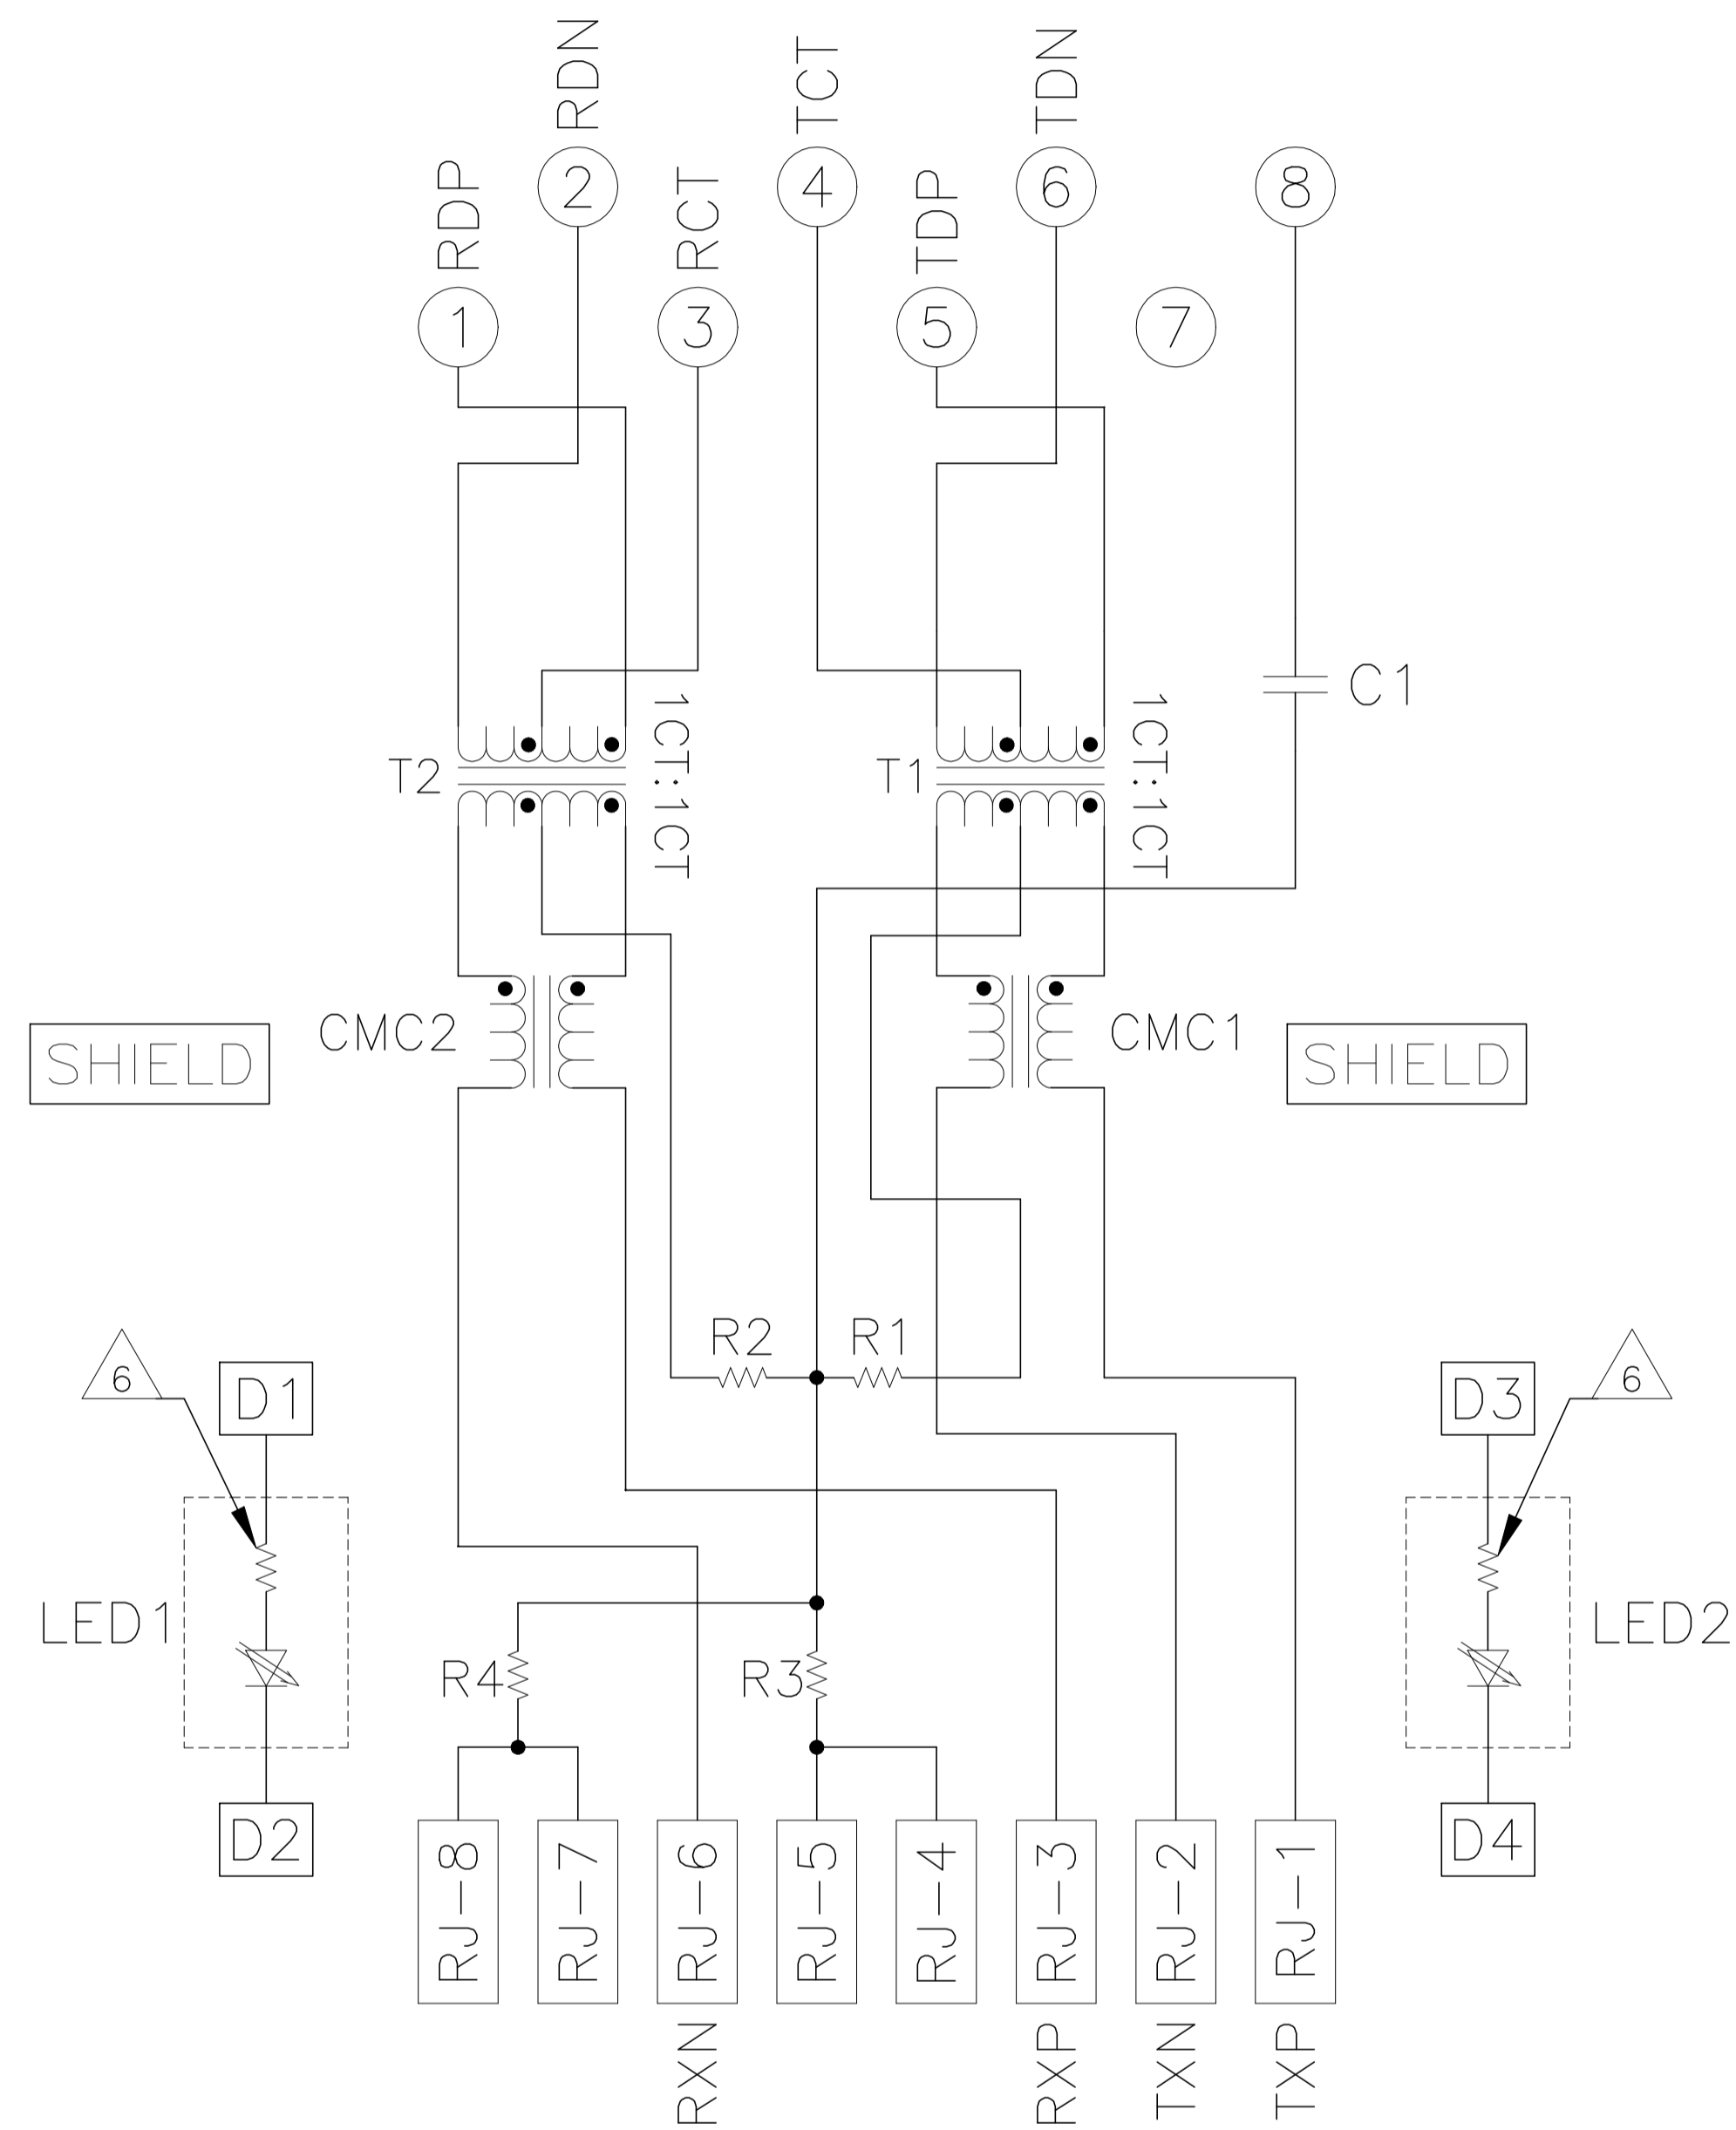 RDN
TCT
TDN
RDP
RCT
TDP
2
4
6
8
1
3
5
7
C1
T2
1CT:1CT
T1
1CT:1CT
SHIELD
CMC2
CMC1
SHIELD
R2
R1
6
D1
D3
6
LED1
LED2
R4
R3
D2
D4
RJ-8
RJ-7
RJ-6
RJ-5
RJ-4
RJ-3
RJ-2
RJ-1
RXN
RXP
TXN
TXP